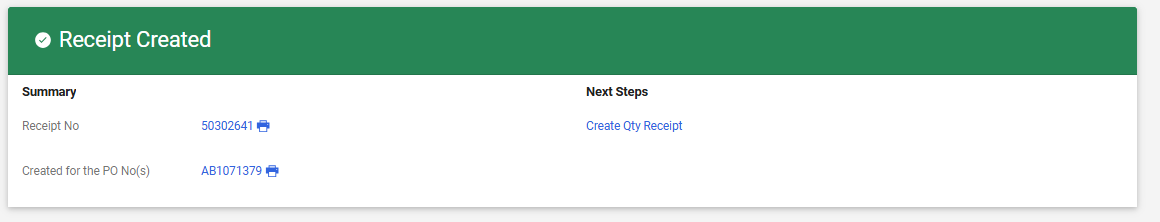 Receipt Created
Summary
Next Steps
Receipt No 50302641
Create Qty Receipt
Created for the PO No(s) AB1071379